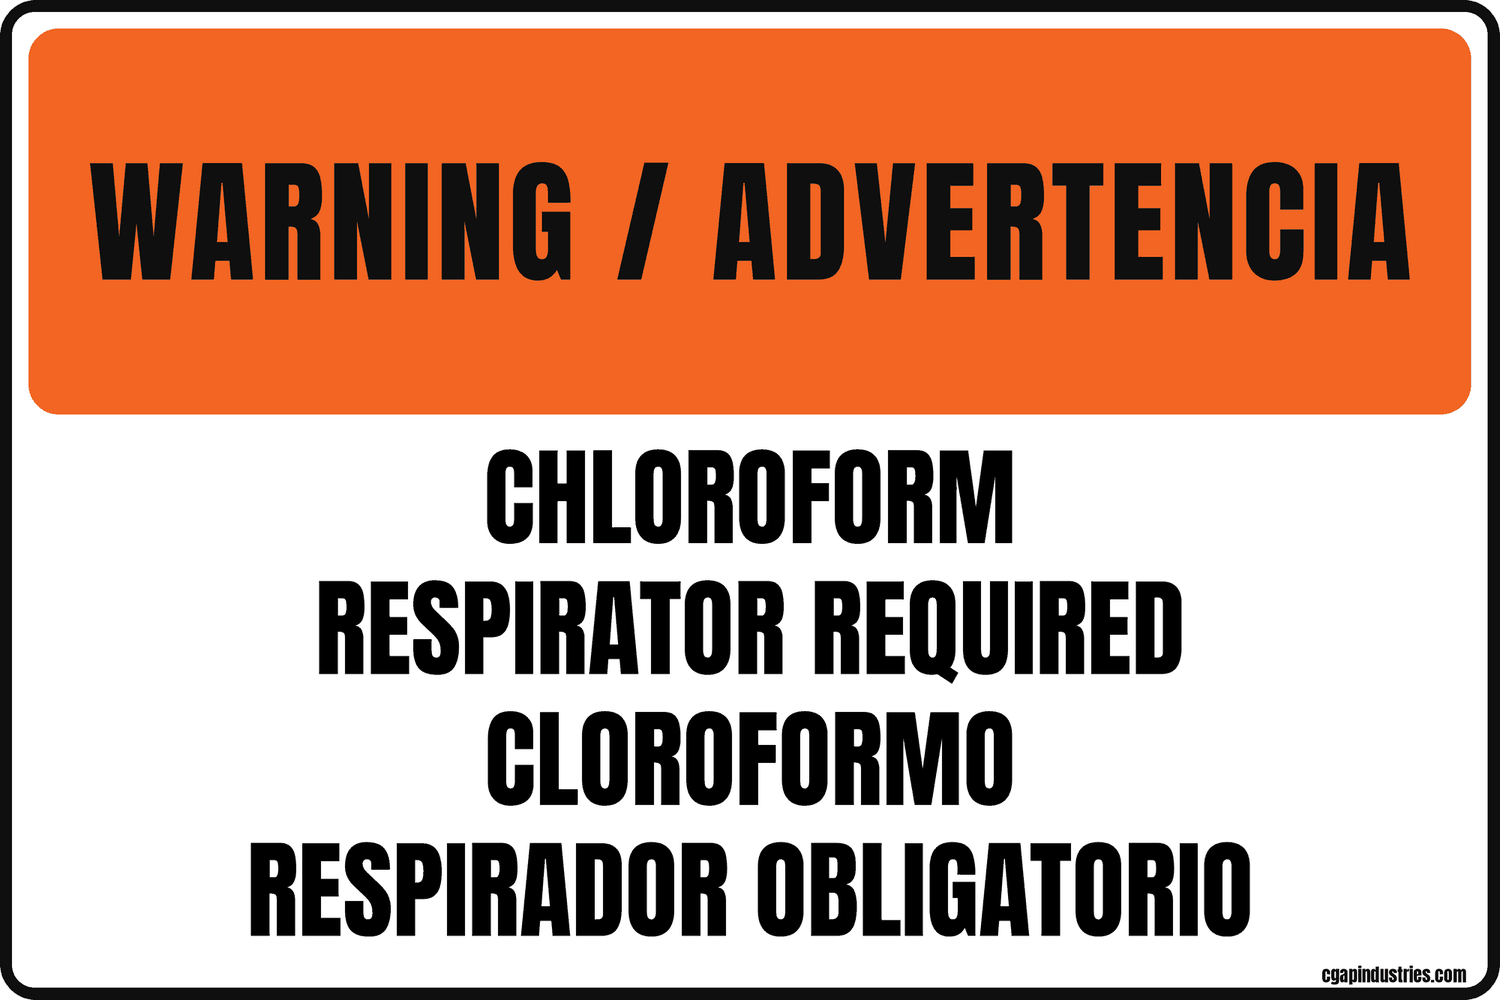 WARNING / ADVERTENCIA
CHLOROFORM
RESPIRATOR REQUIRED
CLOROFORMO
RESPIRADOR OBLIGATORIO
cgapindustries.com